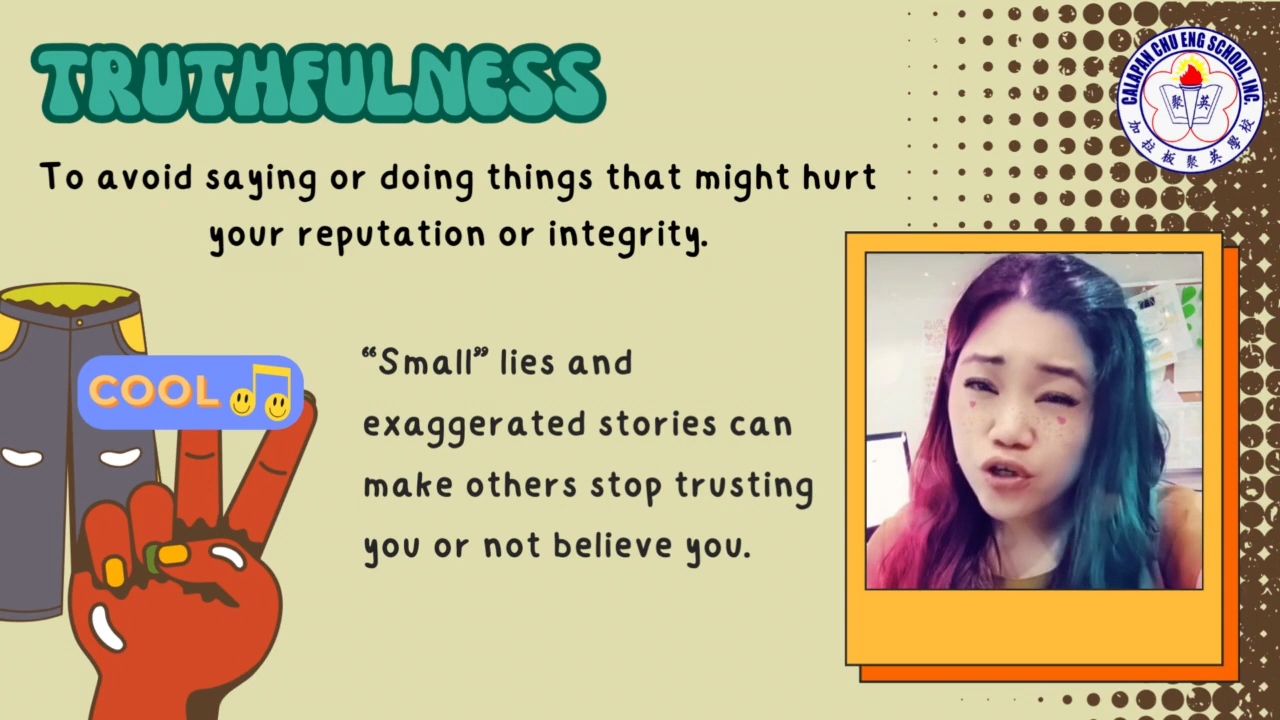 TRUTHFULNESS
CALAPAN CHU ENG SCHOOL, INC.
聚 英
加拉板聚英學校
To avoid saying or doing things that might hurt
your reputation or integrity.
COOL
“Small” lies and
exaggerated stories can
make others stop trusting
you or not believe you.